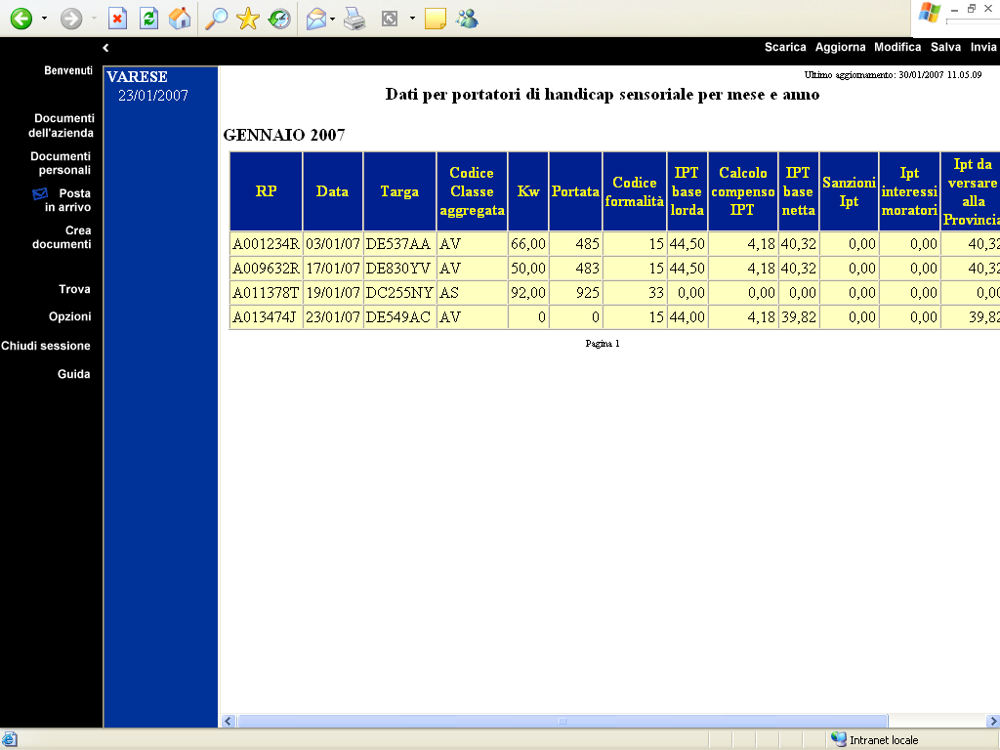 Scarica Aggiorna Modifica Salva Invia
Benvenuti
Documenti
dell'azienda
Documenti
personali
Posta
in arrivo
Crea
documenti
Trova
Opzioni
Chiudi sessione
Guida
VARESE
23/01/2007
Ultimo aggiornamento: 30/01/2007 11.05.09
Dati per portatori di handicap sensoriale per mese e anno
GENNAIO 2007
RP Data Targa Codice Classe aggregata Kw Portata Codice formalità IPT base lorda Calcolo compenso IPT IPT base netta Sanzioni Ipt Ipt interessi moratori Ipt da versare alla Provincia
A001234R 03/01/07 DE537AA AV 66,00 485 15 44,50 4,18 40,32 0,00 0,00 40,32
A009632R 17/01/07 DE830YV AV 50,00 483 15 44,50 4,18 40,32 0,00 0,00 40,32
A011378T 19/01/07 DC255NY AS 92,00 925 33 0,00 0,00 0,00 0,00 0,00 0,00
A013474J 23/01/07 DE549AC AV 0 0 15 44,00 4,18 39,82 0,00 0,00 39,82
Pagina 1
Intranet locale